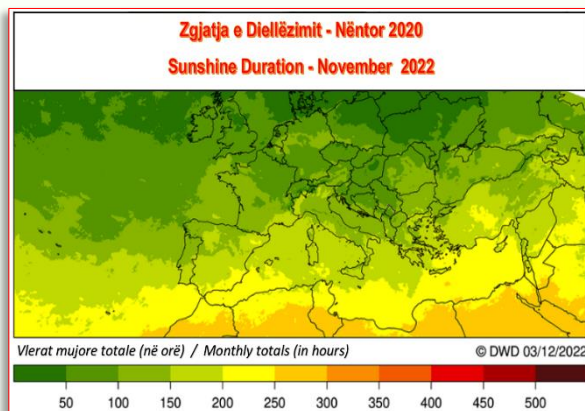 Zgjatja e Diellëzimit - Nëntor 2020
Sunshine Duration - November 2022
Vlerat mujore totale (në orë) / Monthly totals (in hours) © DWD 03/12/2022
50 100 150 200 250 300 350 400 450 500